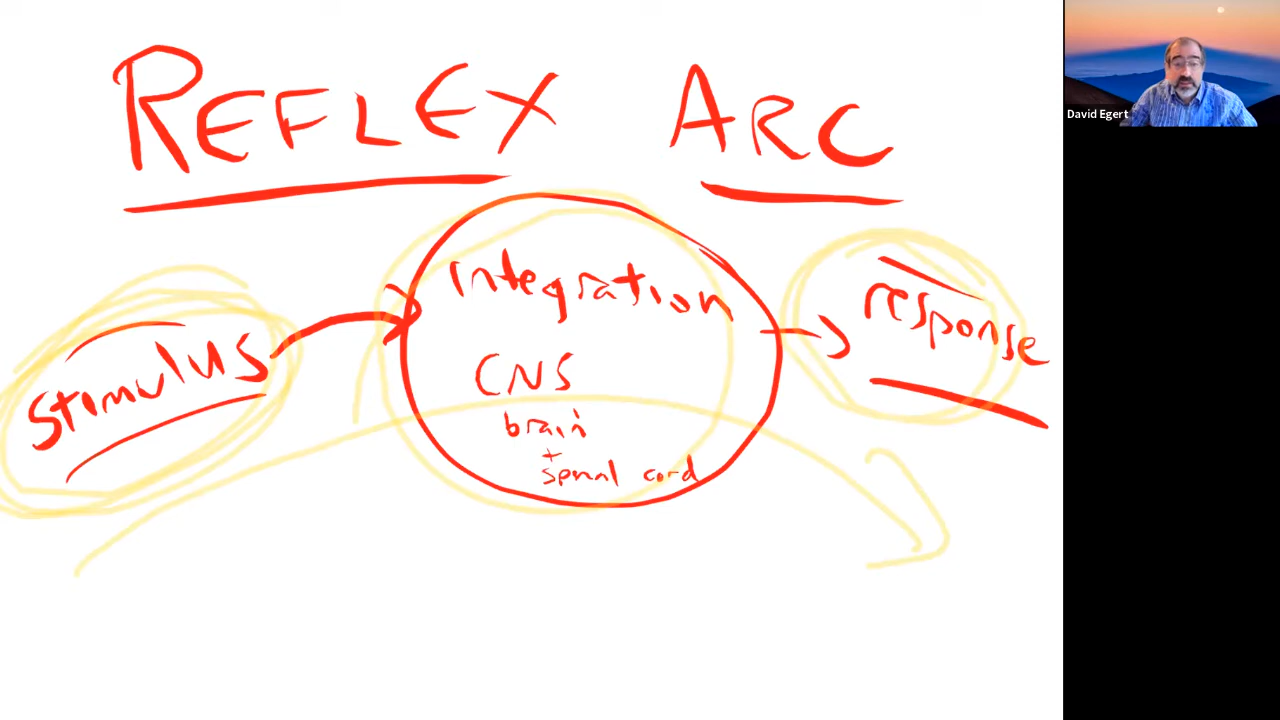 REFLEX ARC
David Egert
stimulus
integration
response
CNS
brain
+
spinal cord